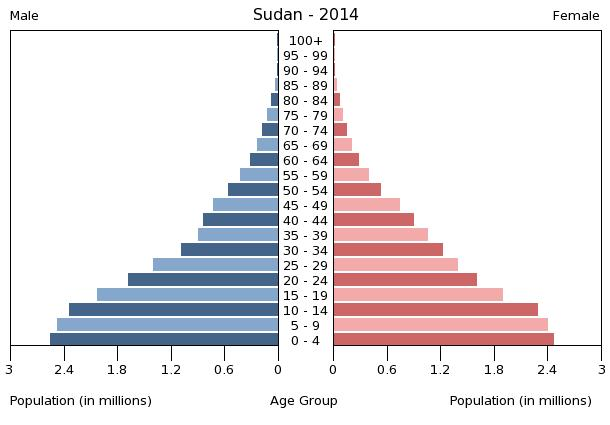 Male Sudan - 2014 Female
100+
95 - 99
90 - 94
85 - 89
80 - 84
75 - 79
70 - 74
65 - 69
60 - 64
55 - 59
50 - 54
45 - 49
40 - 44
35 - 39
30 - 34
25 - 29
20 - 24
15 - 19
10 - 14
5 - 9
0 - 4
3 2.4 1.8 1.2 0.6 0 0 0.6 1.2 1.8 2.4 3
Population (in millions) Age Group Population (in millions)